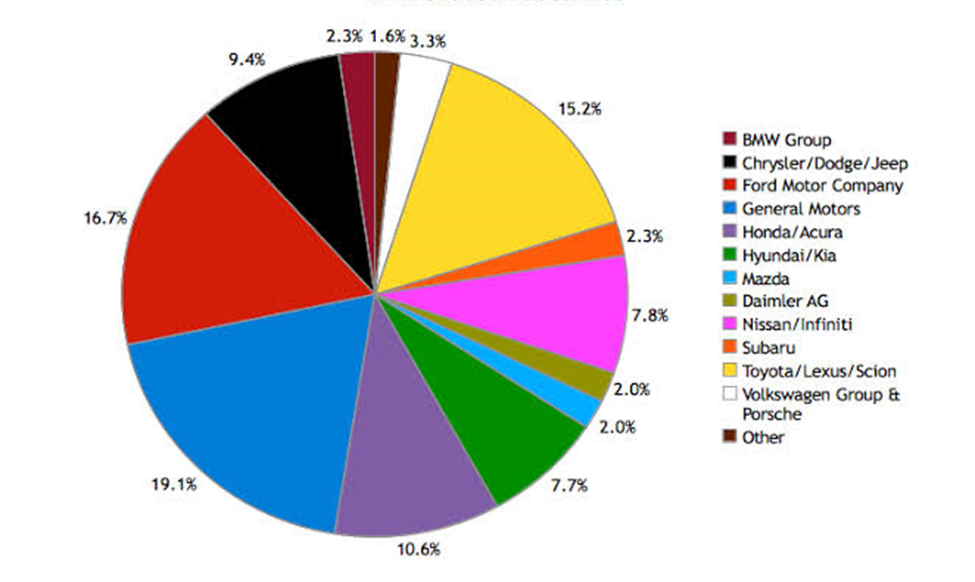 2.3% 1.6% 3.3%
9.4%
15.2%
16.7%
2.3%
7.8%
2.0%
2.0%
19.1%
7.7%
10.6%
BMW Group
Chrysler/Dodge/Jeep
Ford Motor Company
General Motors
Honda/Acura
Hyundai/Kia
Mazda
Daimler AG
Nissan/Infiniti
Subaru
Toyota/Lexus/Scion
Volkswagen Group &
Porsche
Other